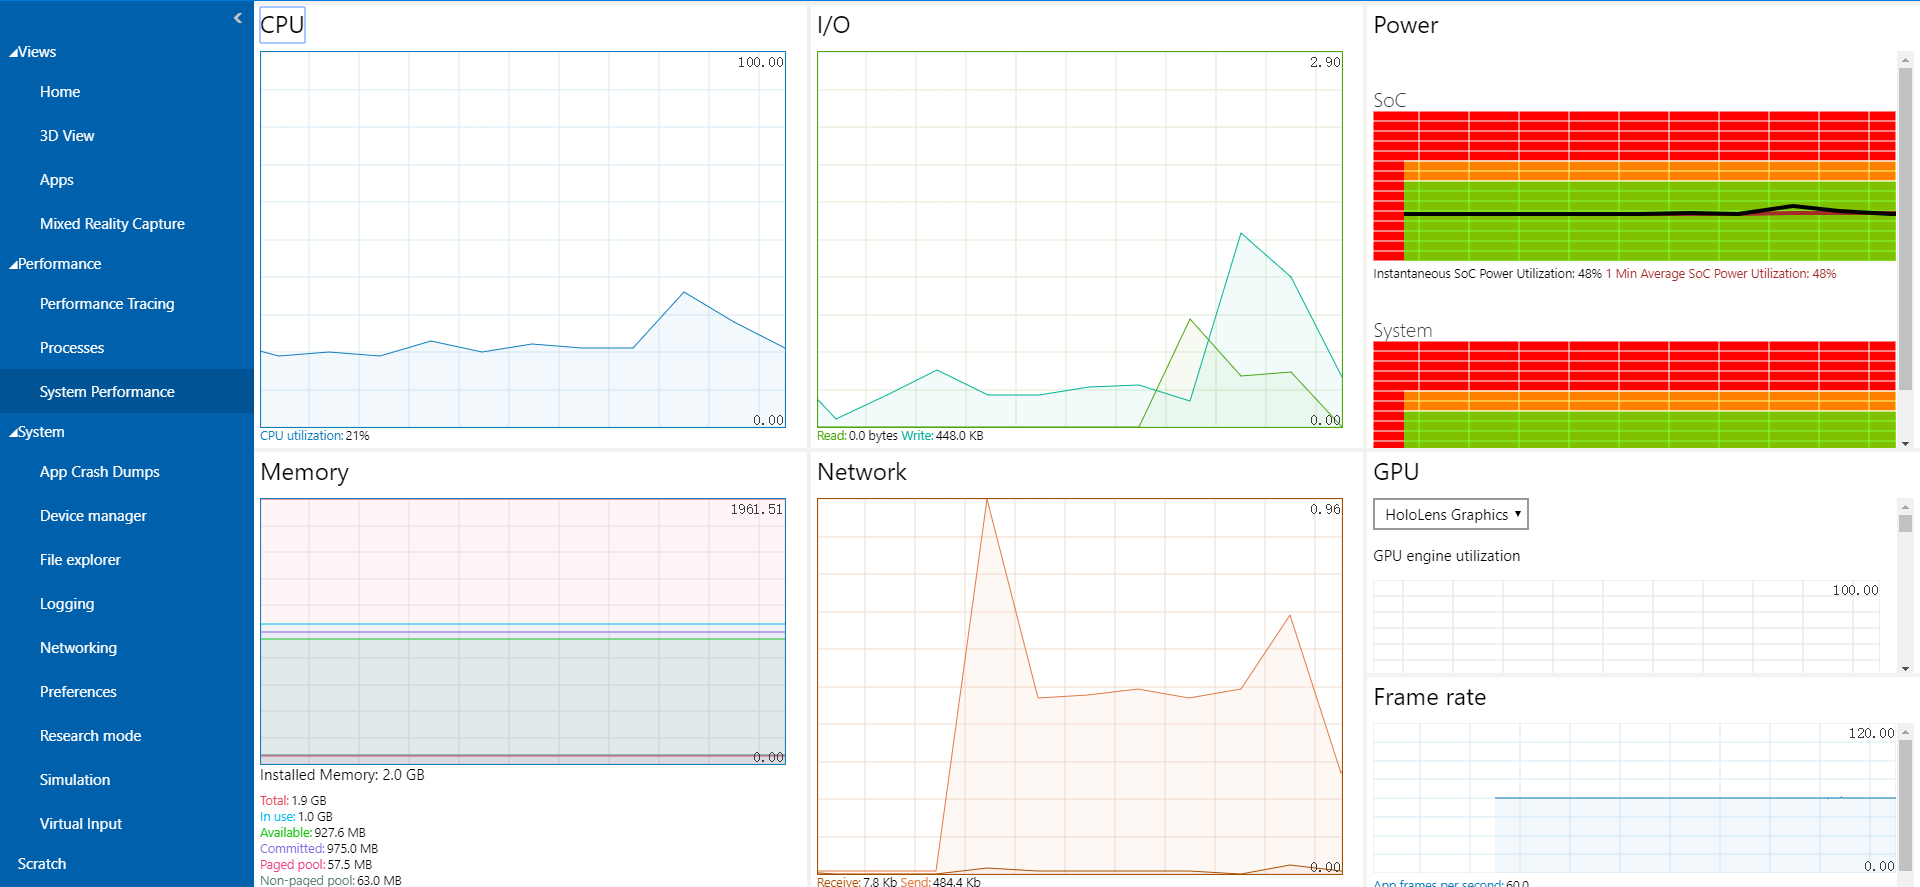 Views
Home
3D View
Apps
Mixed Reality Capture
Performance
Performance Tracing
Processes
System Performance
System
App Crash Dumps
Device manager
File explorer
Logging
Networking
Preferences
Research mode
Simulation
Virtual Input
Scratch
CPU
100.00
0.00
CPU utilization: 21%
I/O
2.90
0.00
Read: 0.0 bytes Write: 448.0 KB
Power
SoC
Instantaneous SoC Power Utilization: 48% 1 Min Average SoC Power Utilization: 48%
System
Memory
1961.51
0.00
Installed Memory: 2.0 GB
Total: 1.9 GB
In use: 1.0 GB
Available: 927.6 MB
Committed: 975.0 MB
Paged pool: 57.5 MB
Non-paged pool: 63.0 MB
Network
0.96
0.00
Receive: 7.8 Kb Send: 484.4 Kb
GPU
HoloLens Graphics
GPU engine utilization
100.00
Frame rate
120.00
0.00
App frames per second: 60.0